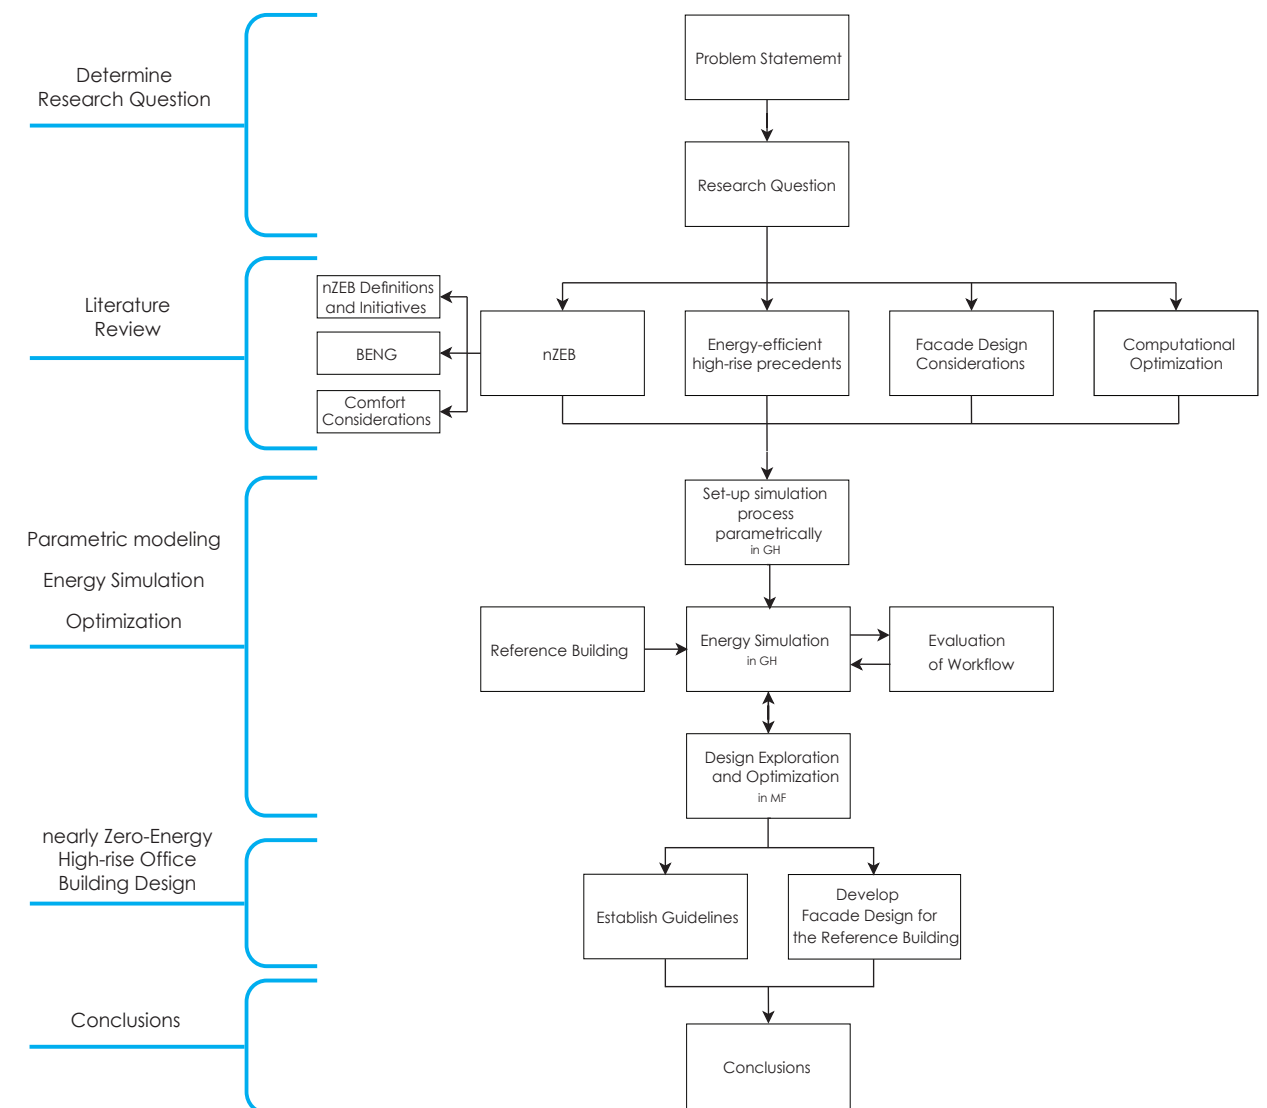 Determine
Research Question
Problem Statememt
Research Question
Literature
Review
nZEB Definitions
and Initiatives
BENG
Comfort
Considerations
nZEB
Energy-efficient
high-rise precedents
Facade Design
Considerations
Computational
Optimization
Parametric modeling
Energy Simulation
Optimization
Set-up simulation
process
parametrically
in GH
Reference Building
Energy Simulation
in GH
Evaluation
of Workflow
Design Exploration
and Optimization
in MF
nearly Zero-Energy
High-rise Office
Building Design
Establish Guidelines
Develop
Facade Design for
the Reference Building
Conclusions
Conclusions